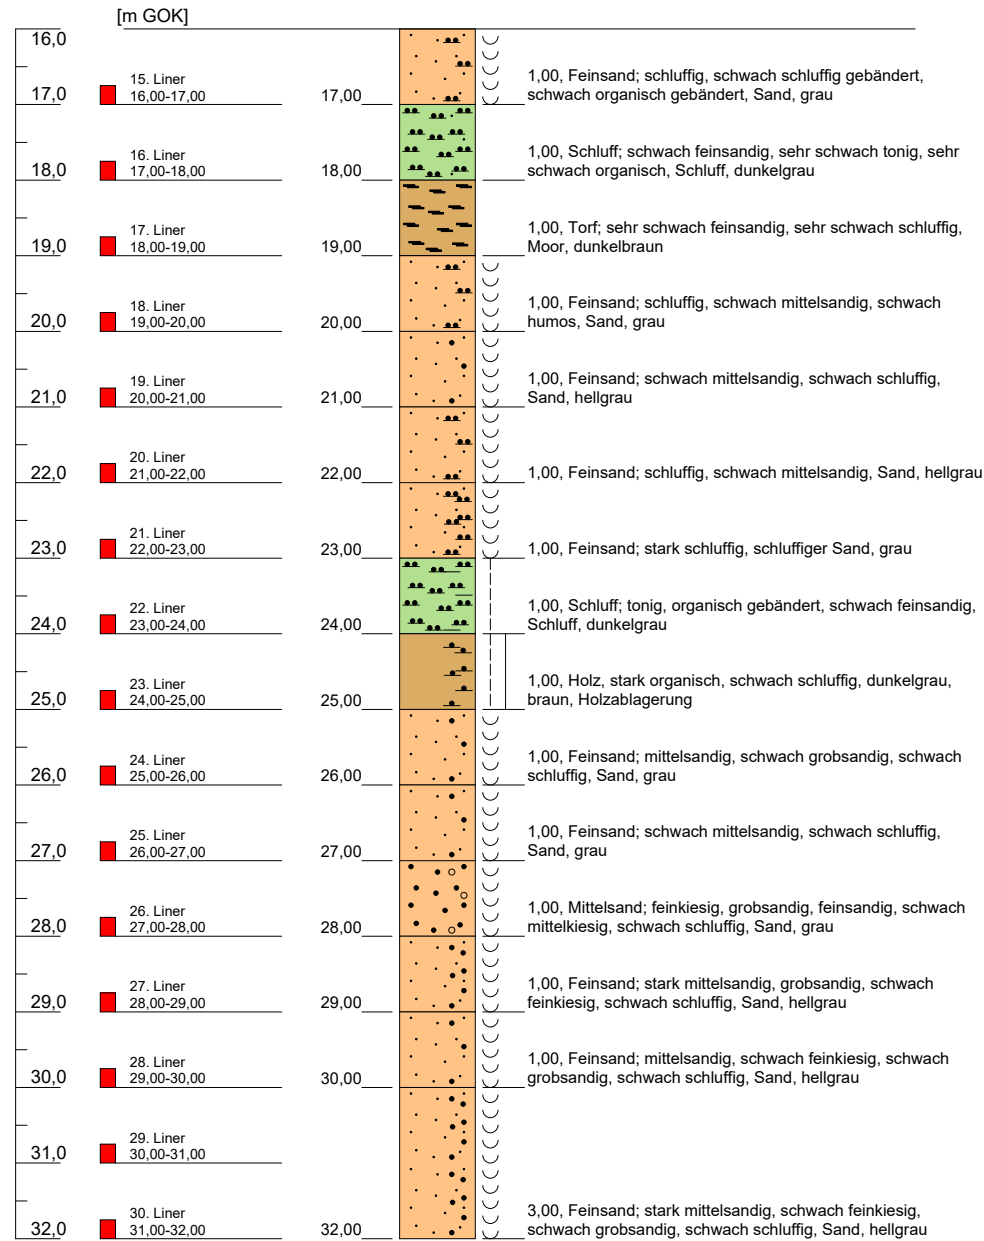 [m GOK]
16,0
15. Liner
16,00-17,00
17,0
17,00
1,00, Feinsand; schluffig, schwach schluffig gebändert,
schwach organisch gebändert, Sand, grau
16. Liner
17,00-18,00
18,0
18,00
1,00, Schluff; schwach feinsandig, sehr schwach tonig, sehr
schwach organisch, Schluff, dunkelgrau
17. Liner
18,00-19,00
19,0
19,00
1,00, Torf; sehr schwach feinsandig, sehr schwach schluffig,
Moor, dunkelbraun
18. Liner
19,00-20,00
20,0
20,00
1,00, Feinsand; schluffig, schwach mittelsandig, schwach
humos, Sand, grau
19. Liner
20,00-21,00
21,0
21,00
1,00, Feinsand; schwach mittelsandig, schwach schluffig,
Sand, hellgrau
20. Liner
21,00-22,00
22,0
22,00
1,00, Feinsand; schluffig, schwach mittelsandig, Sand, hellgrau
21. Liner
22,00-23,00
23,0
23,00
1,00, Feinsand; stark schluffig, schluffiger Sand, grau
22. Liner
23,00-24,00
24,0
24,00
1,00, Schluff; tonig, organisch gebändert, schwach feinsandig,
Schluff, dunkelgrau
23. Liner
24,00-25,00
25,0
25,00
1,00, Holz, stark organisch, schwach schluffig, dunkelgrau,
braun, Holzablagerung
24. Liner
25,00-26,00
26,0
26,00
1,00, Feinsand; mittelsandig, schwach grobsandig, schwach
schluffig, Sand, grau
25. Liner
26,00-27,00
27,0
27,00
1,00, Feinsand; schwach mittelsandig, schwach schluffig,
Sand, grau
26. Liner
27,00-28,00
28,0
28,00
1,00, Mittelsand; feinkiesig, grobsandig, feinsandig, schwach
mittelkiesig, schwach schluffig, Sand, grau
27. Liner
28,00-29,00
29,0
29,00
1,00, Feinsand; stark mittelsandig, grobsandig, schwach
feinkiesig, schwach schluffig, Sand, hellgrau
28. Liner
29,00-30,00
30,0
30,00
1,00, Feinsand; mittelsandig, schwach feinkiesig, schwach
grobsandig, schwach schluffig, Sand, hellgrau
29. Liner
30,00-31,00
31,0
30. Liner
31,00-32,00
32,0
32,00
3,00, Feinsand; stark mittelsandig, schwach feinkiesig,
schwach grobsandig, schwach schluffig, Sand, hellgrau